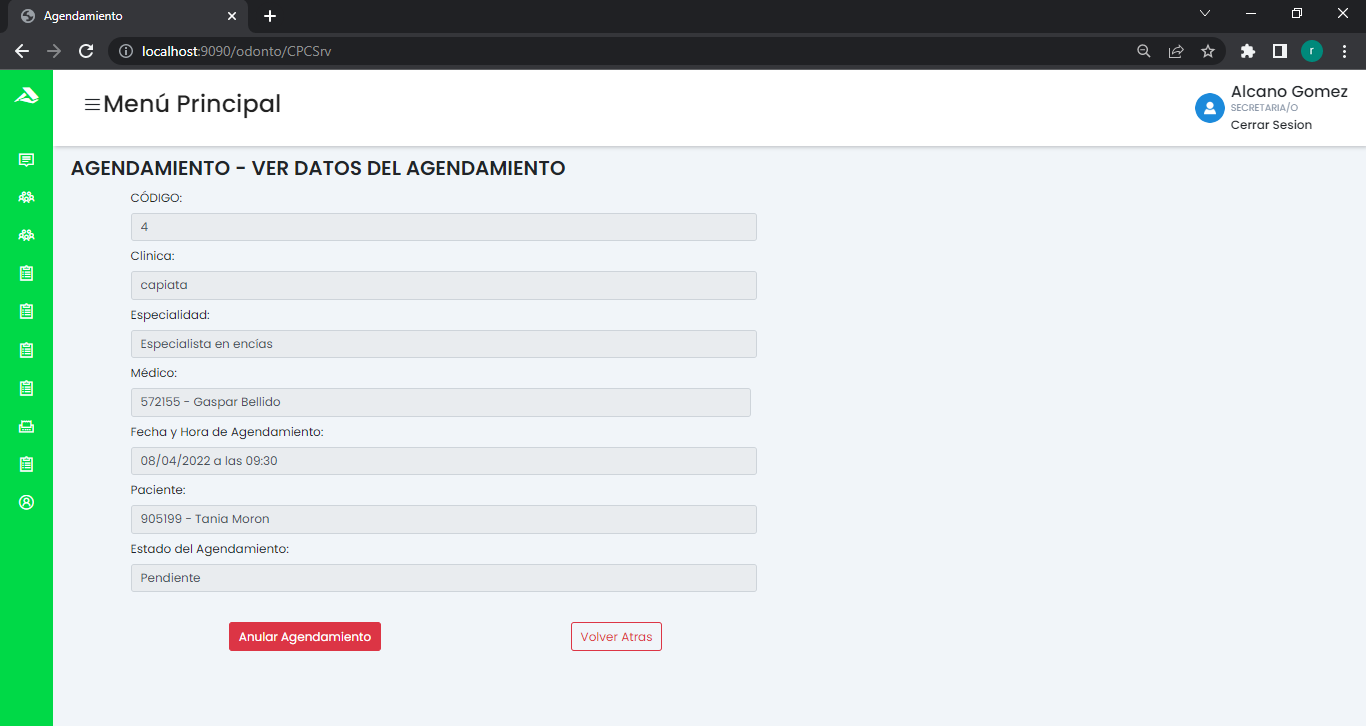 Agendamiento
localhost:9090/odonto/CPCSrv
r
Menú Principal
Alcano Gomez
SECRETARIA/O
Cerrar Sesion
AGENDAMIENTO - VER DATOS DEL AGENDAMIENTO
CÓDIGO:
4
Clinica:
capiata
Especialidad:
Especialista en encías
Médico:
572155 - Gaspar Bellido
Fecha y Hora de Agendamiento:
08/04/2022 a las 09:30
Paciente:
905199 - Tania Moron
Estado del Agendamiento:
Pendiente
Anular Agendamiento
Volver Atras